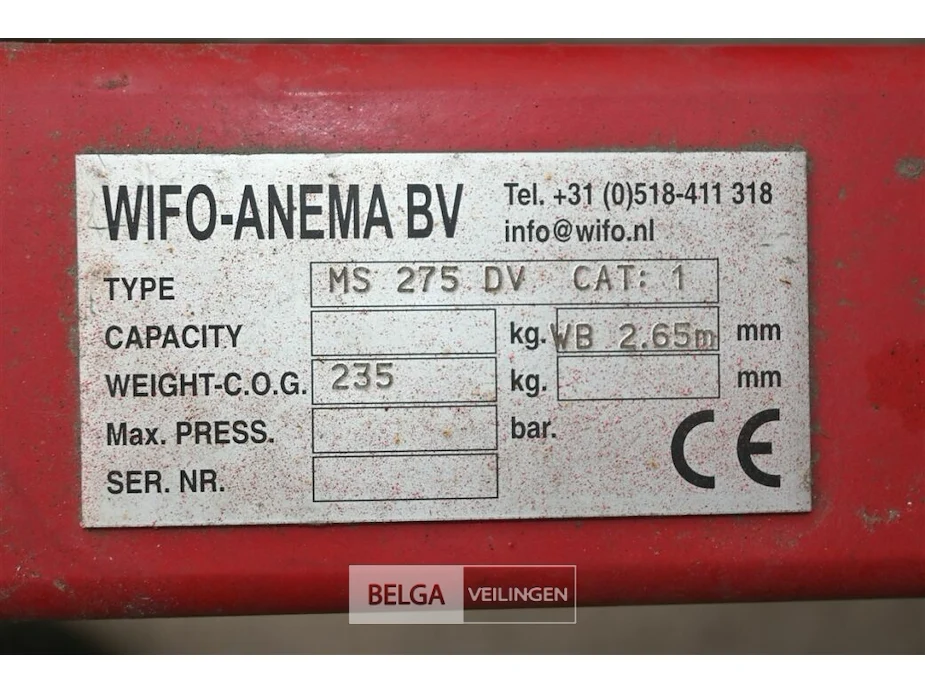 WIFO-ANEMA BV
Tel. +31 (0)518-411 318
info@wifo.nl
TYPE MS 275 DV CAT: 1
CAPACITY kg. WB 2.65m mm
WEIGHT-C.O.G. 235 kg. mm
Max. PRESS. bar.
SER. NR.
CE
BELGA VEILINGEN